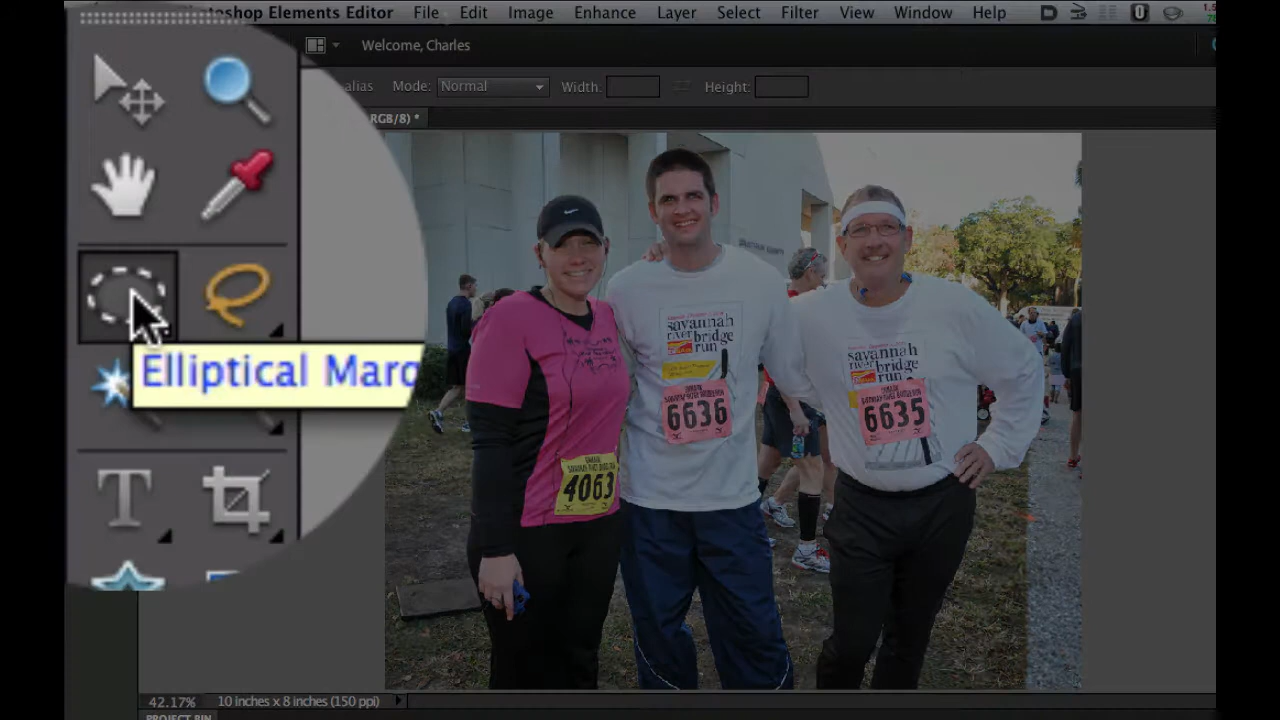 toshop Elements Editor File Edit Image Enhance Layer Select Filter View Window Help
Welcome, Charles
alias Mode: Normal Width: Height:
RGB/8) *
Elliptical Marq
T
42.17% 10 inches x 8 inches (150 ppi)
PROJECT BIN
savannah
river bridge
run
6636
savannah
river bridge
run
6635
4063